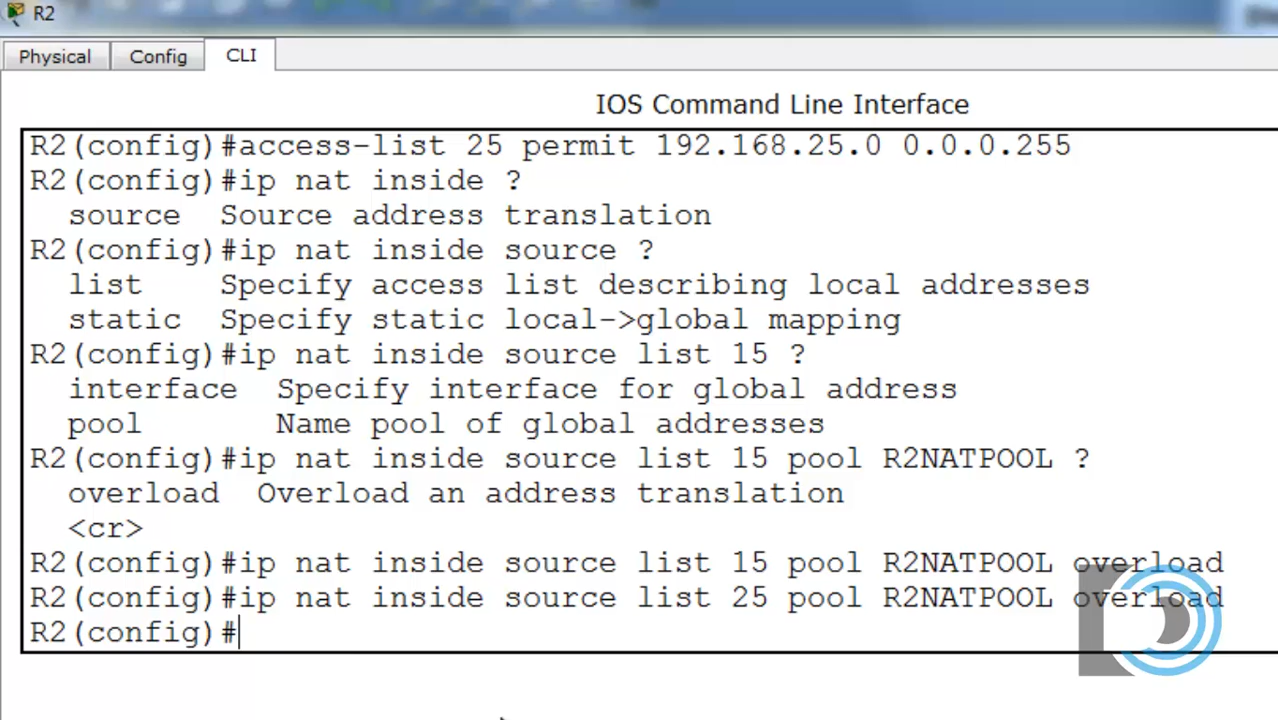 R2
Physical
Config
CLI
IOS Command Line Interface
R2(config)#access-list 25 permit 192.168.25.0 0.0.0.255
R2(config)#ip nat inside ?
source Source address translation
R2(config)#ip nat inside source ?
list Specify access list describing local addresses
static Specify static local->global mapping
R2(config)#ip nat inside source list 15 ?
interface Specify interface for global address
pool Name pool of global addresses
R2(config)#ip nat inside source list 15 pool R2NATPOOL ?
overload Overload an address translation
<cr>
R2(config)#ip nat inside source list 15 pool R2NATPOOL overload
R2(config)#ip nat inside source list 25 pool R2NATPOOL overload
R2(config)#